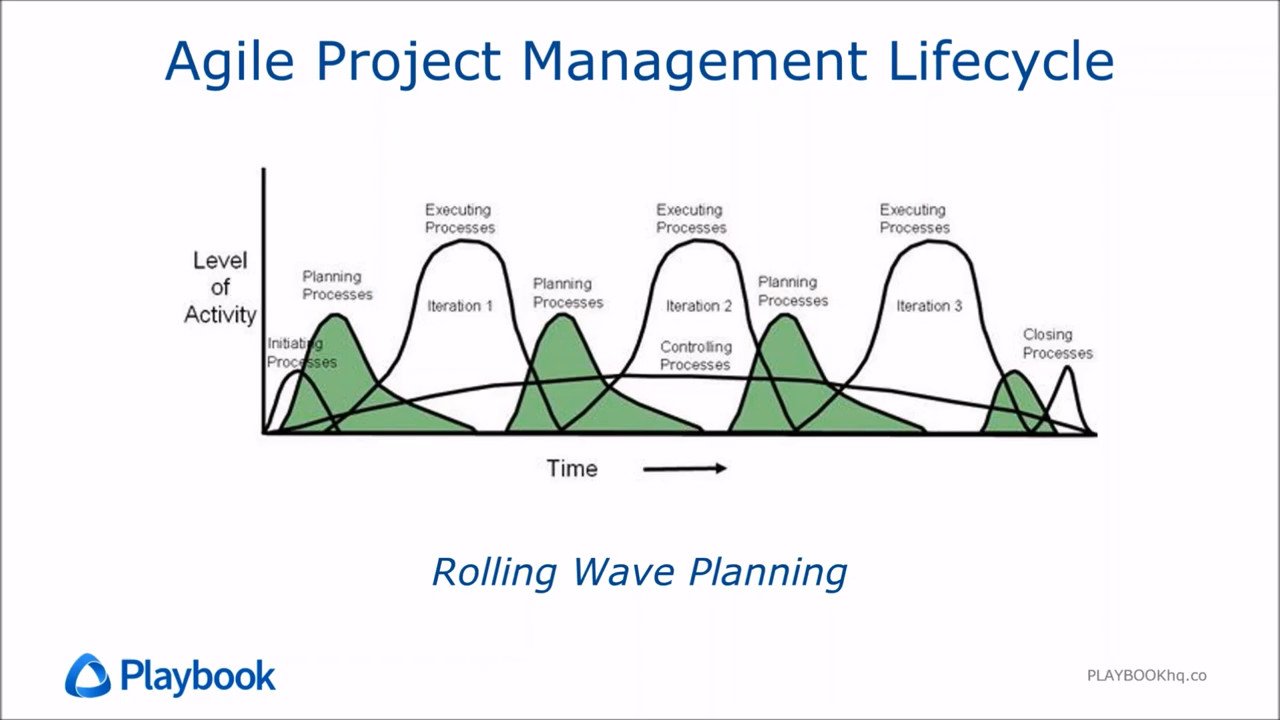 Agile Project Management Lifecycle
Executing
Processes
Executing
Processes
Executing
Processes
Level
of
Activity
Planning
Processes
Planning
Processes
Planning
Processes
Iteration 1
Iteration 2
Iteration 3
Initiating
Processes
Controlling
Processes
Closing
Processes
Time
Rolling Wave Planning
Playbook
PLAYBOOKhq.co